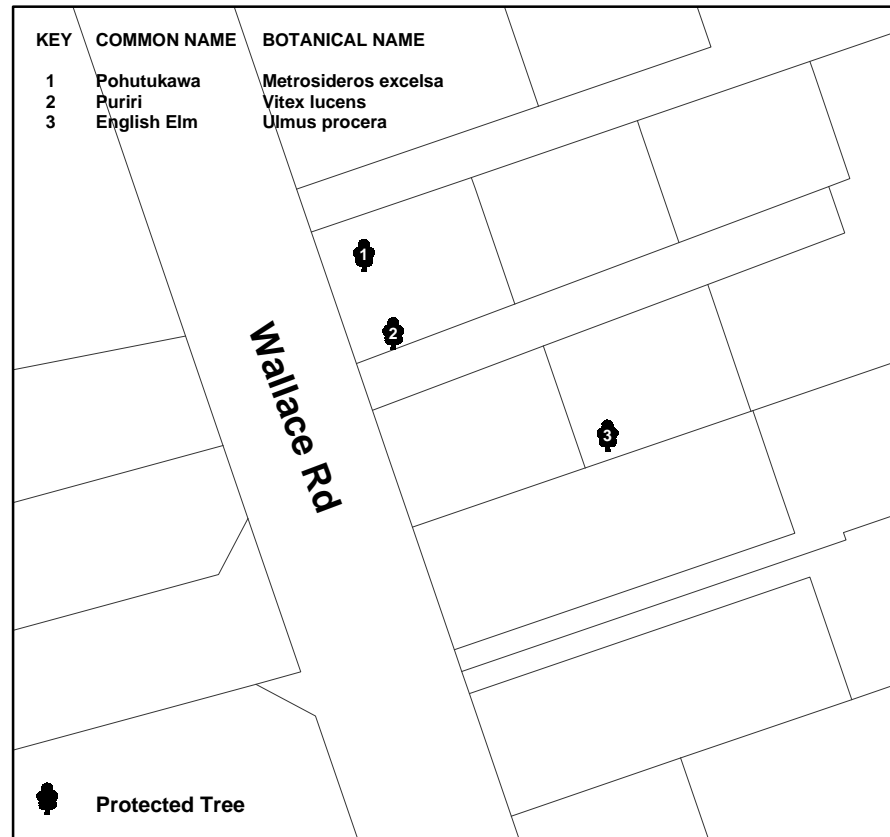 KEY COMMON NAME BOTANICAL NAME
1 Pohutukawa Metrosideros excelsa
2 Puriri Vitex lucens
3 English Elm Ulmus procera
1
2
Wallace Rd
3
Protected Tree